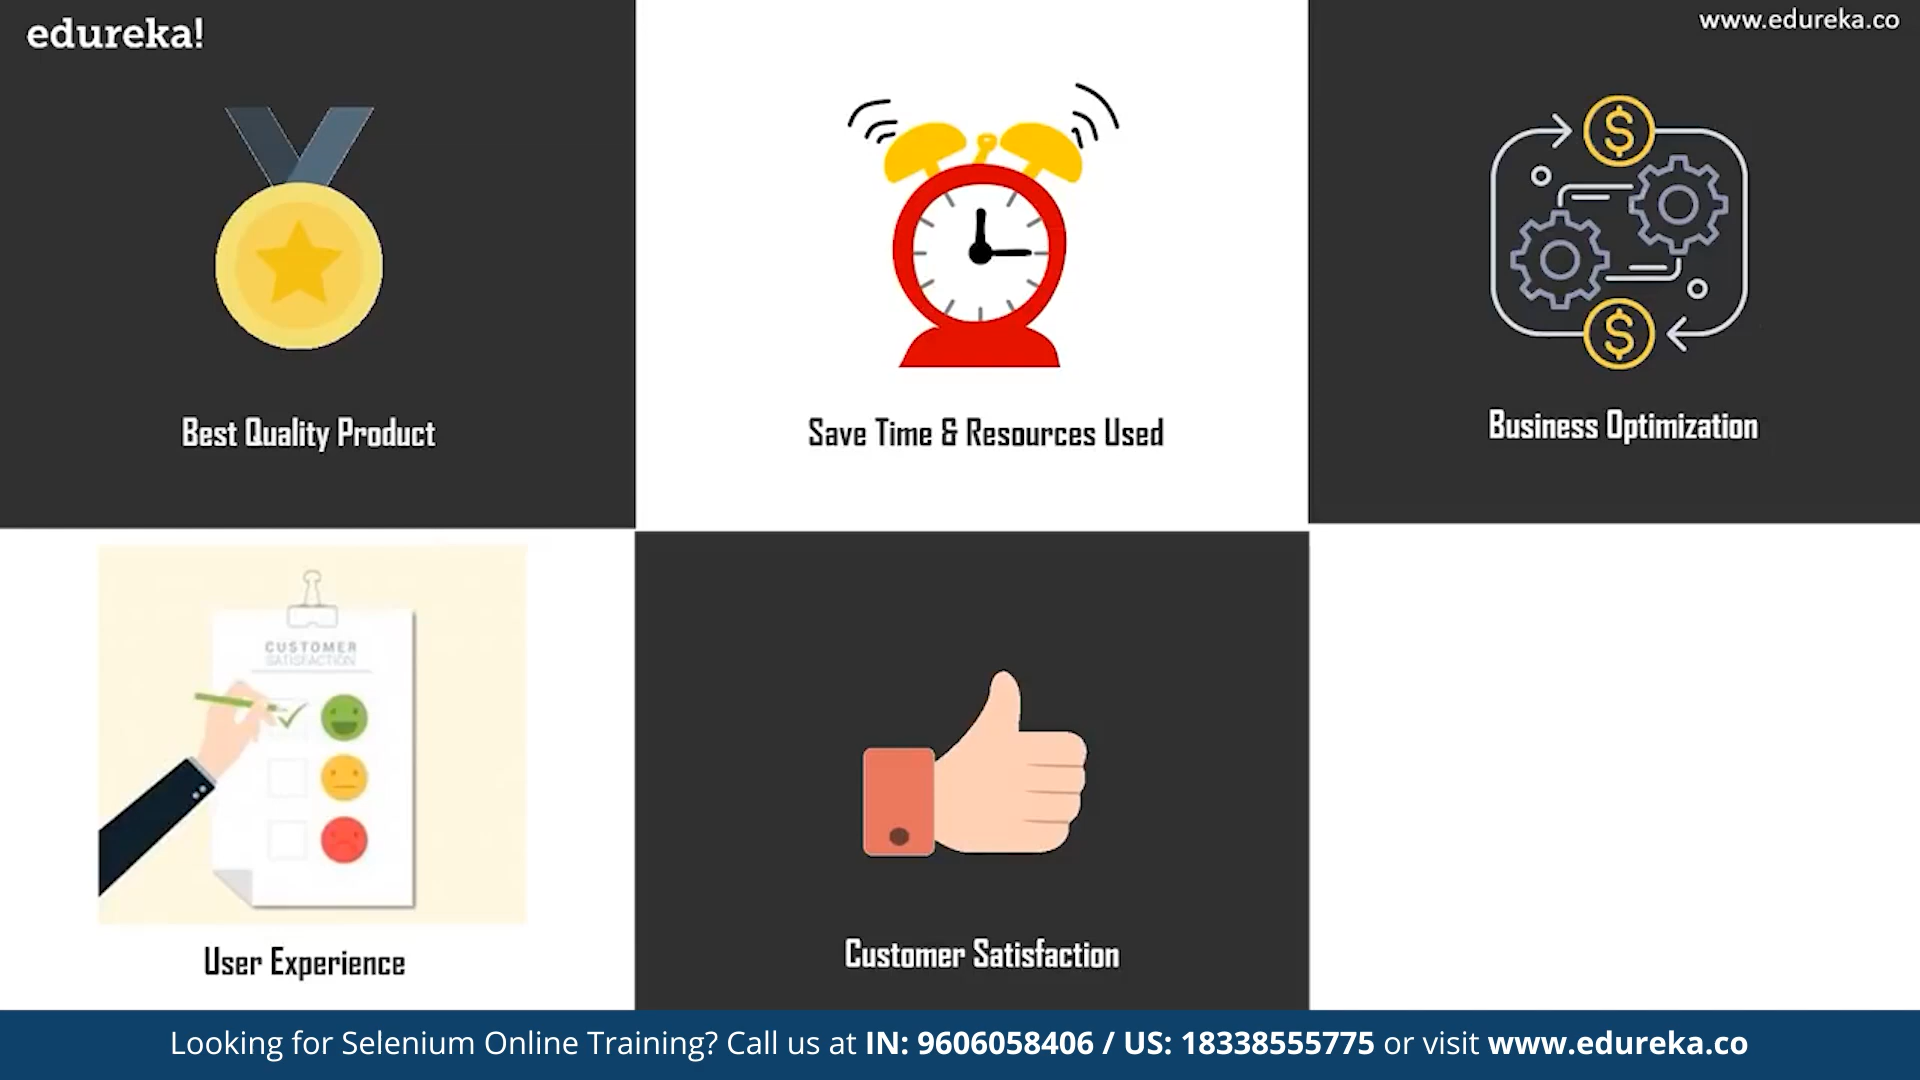 edureka!
www.edureka.co
Best Quality Product
Save Time & Resources Used
Business Optimization
CUSTOMER
SATISFACTION
User Experience
Customer Satisfaction
Looking for Selenium Online Training? Call us at IN: 9606058406 / US: 18338555775 or visit www.edureka.co